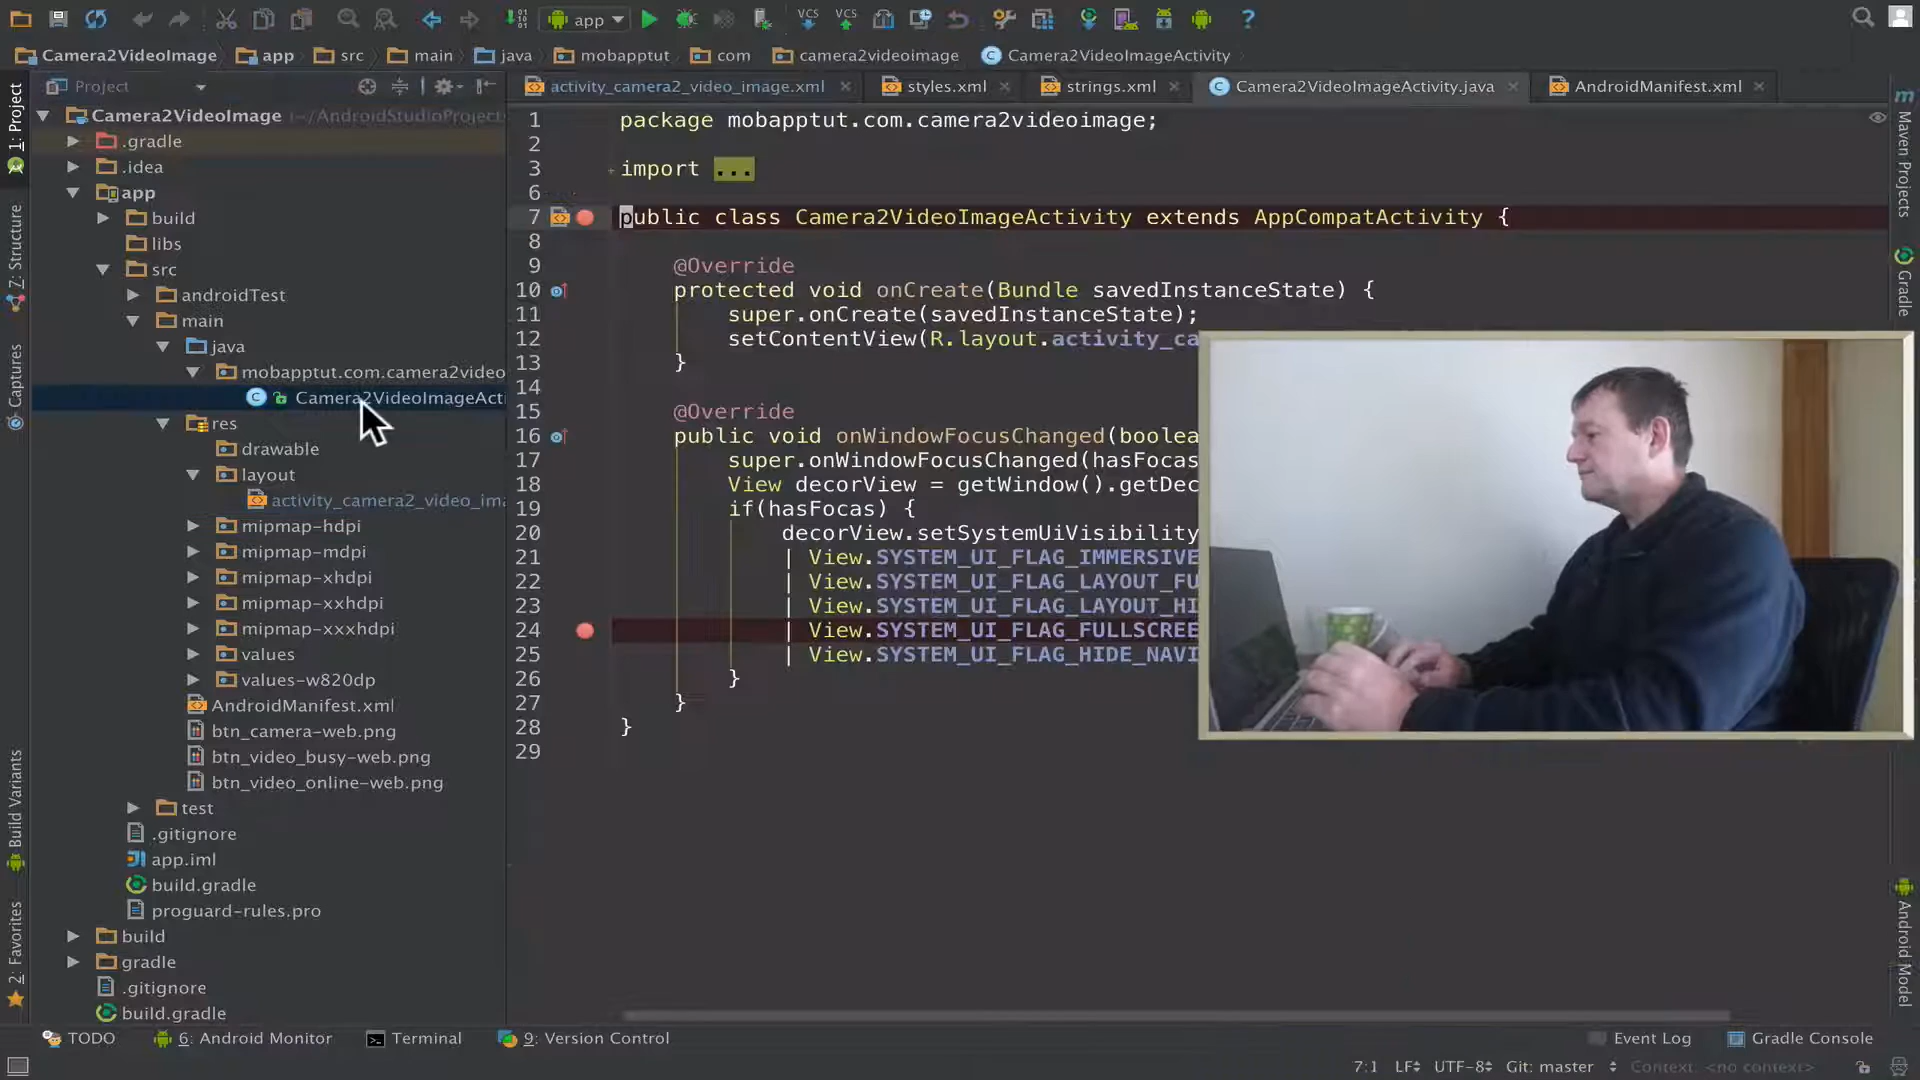 app
VCS VCS
Camera2VideoImage app src main java mobapptut com camera2videoimage Camera2VideoImageActivity
Project
activity_camera2_video_image.xml styles.xml strings.xml Camera2VideoImageActivity.java AndroidManifest.xml
1: Project
7: Structure
Captures
Build Variants
2: Favorites
Camera2VideoImage (~/AndroidStudioProject
.gradle
.idea
app
build
libs
src
androidTest
main
java
mobapptut.com.camera2video
Camera2VideoImageActi
res
drawable
layout
activity_camera2_video_ima
mipmap-hdpi
mipmap-mdpi
mipmap-xhdpi
mipmap-xxhdpi
mipmap-xxxhdpi
values
values-w820dp
AndroidManifest.xml
btn_camera-web.png
btn_video_busy-web.png
btn_video_online-web.png
test
.gitignore
app.iml
build.gradle
proguard-rules.pro
build
gradle
.gitignore
build.gradle
1 package mobapptut.com.camera2videoimage;
2
3 import ...
6
7 public class Camera2VideoImageActivity extends AppCompatActivity {
8
9 @Override
10 protected void onCreate(Bundle savedInstanceState) {
11 super.onCreate(savedInstanceState);
12 setContentView(R.layout.activity_ca
13 }
14
15 @Override
16 public void onWindowFocusChanged(boolea
17 super.onWindowFocusChanged(hasFocas
18 View decorView = getWindow().getDec
19 if(hasFocas) {
20 decorView.setSystemUiVisibility
21 | View.SYSTEM_UI_FLAG_IMMERSIVE
22 | View.SYSTEM_UI_FLAG_LAYOUT_FU
23 | View.SYSTEM_UI_FLAG_LAYOUT_HI
24 | View.SYSTEM_UI_FLAG_FULLSCREE
25 | View.SYSTEM_UI_FLAG_HIDE_NAVI
26 }
27 }
28 }
29
Maven Projects
Gradle
Android Model
TODO 6: Android Monitor Terminal 9: Version Control Event Log Gradle Console
7:1 LF UTF-8 Git: master Context: <no context>